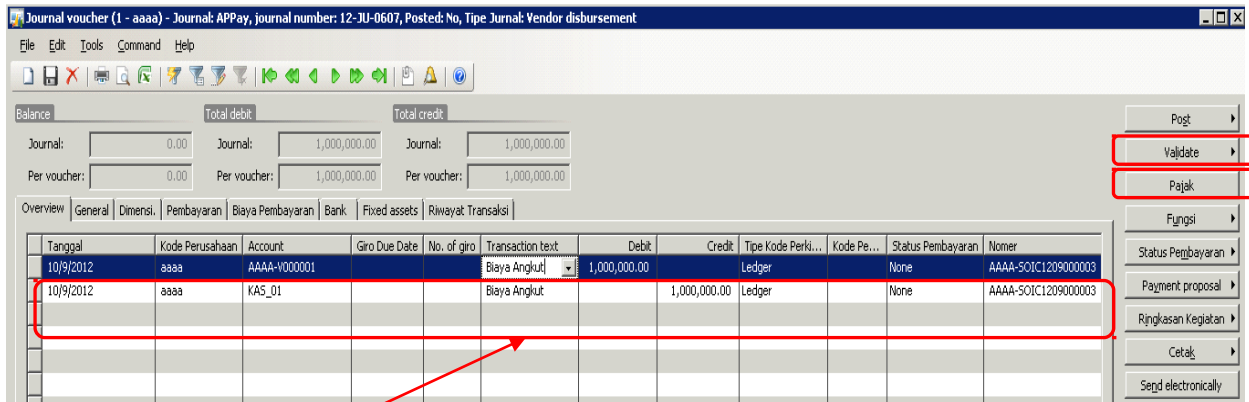 Journal voucher (1 - aaaa) - Journal: APPay, journal number: 12-JU-0607, Posted: No, Tipe Jurnal: Vendor disbursement
File Edit Tools Command Help
Balance Total debit Total credit
Journal: 0.00 Journal: 1,000,000.00 Journal: 1,000,000.00
Per voucher: 0.00 Per voucher: 1,000,000.00 Per voucher: 1,000,000.00
Overview General Dimensi. Pembayaran Biaya Pembayaran Bank Fixed assets Riwayat Transaksi
Tanggal Kode Perusahaan Account Giro Due Date No. of giro Transaction text Debit Credit Tipe Kode Perki... Kode Pe... Status Pembayaran Nomer
10/9/2012 aaaa AAAA-V000001 Biaya Angkut 1,000,000.00 Ledger None AAAA-SOIC1209000003
10/9/2012 aaaa KAS_01 Biaya Angkut 1,000,000.00 Ledger None AAAA-SOIC1209000003
Post
Validate
Pajak
Fungsi
Status Pembayaran
Payment proposal
Ringkasan Kegiatan
Cetak
Send electronically